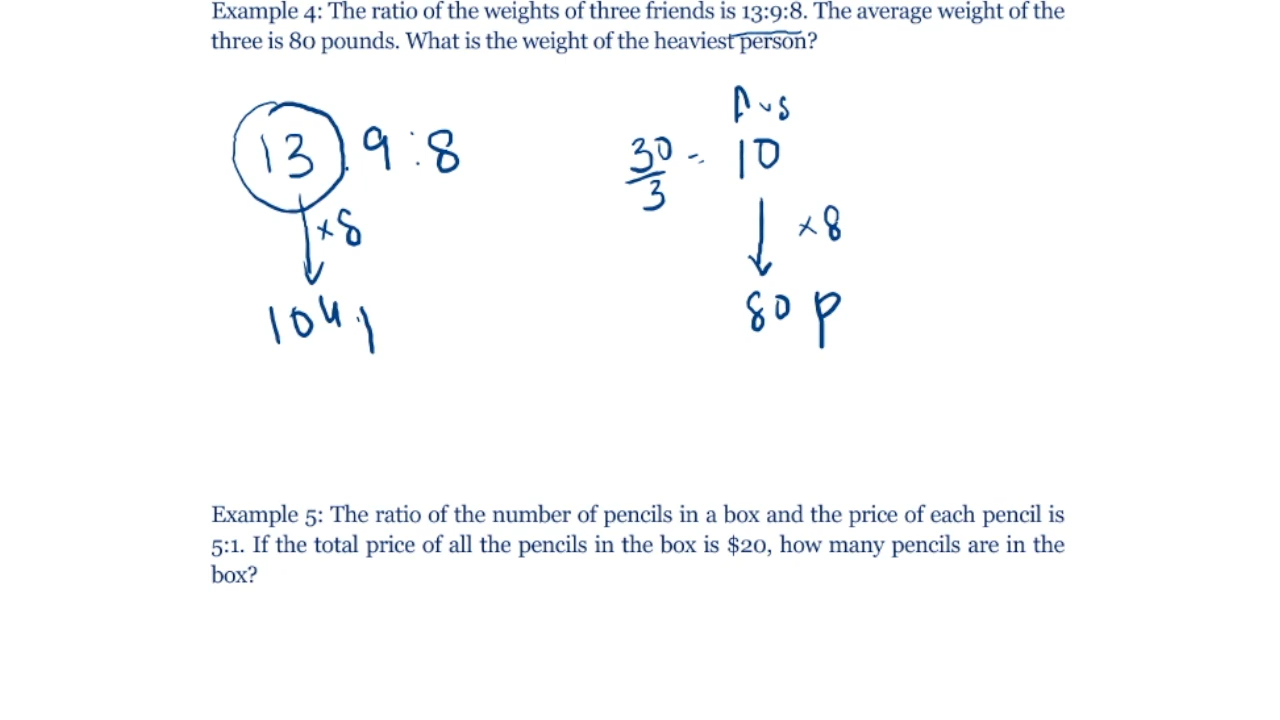 Example 4: The ratio of the weights of three friends is 13:9:8. The average weight of the
three is 80 pounds. What is the weight of the heaviest person?
Avg
13 : 9 : 8
30/3 = 10
×8
×8
104
80 p
Example 5: The ratio of the number of pencils in a box and the price of each pencil is
5:1. If the total price of all the pencils in the box is $20, how many pencils are in the
box?